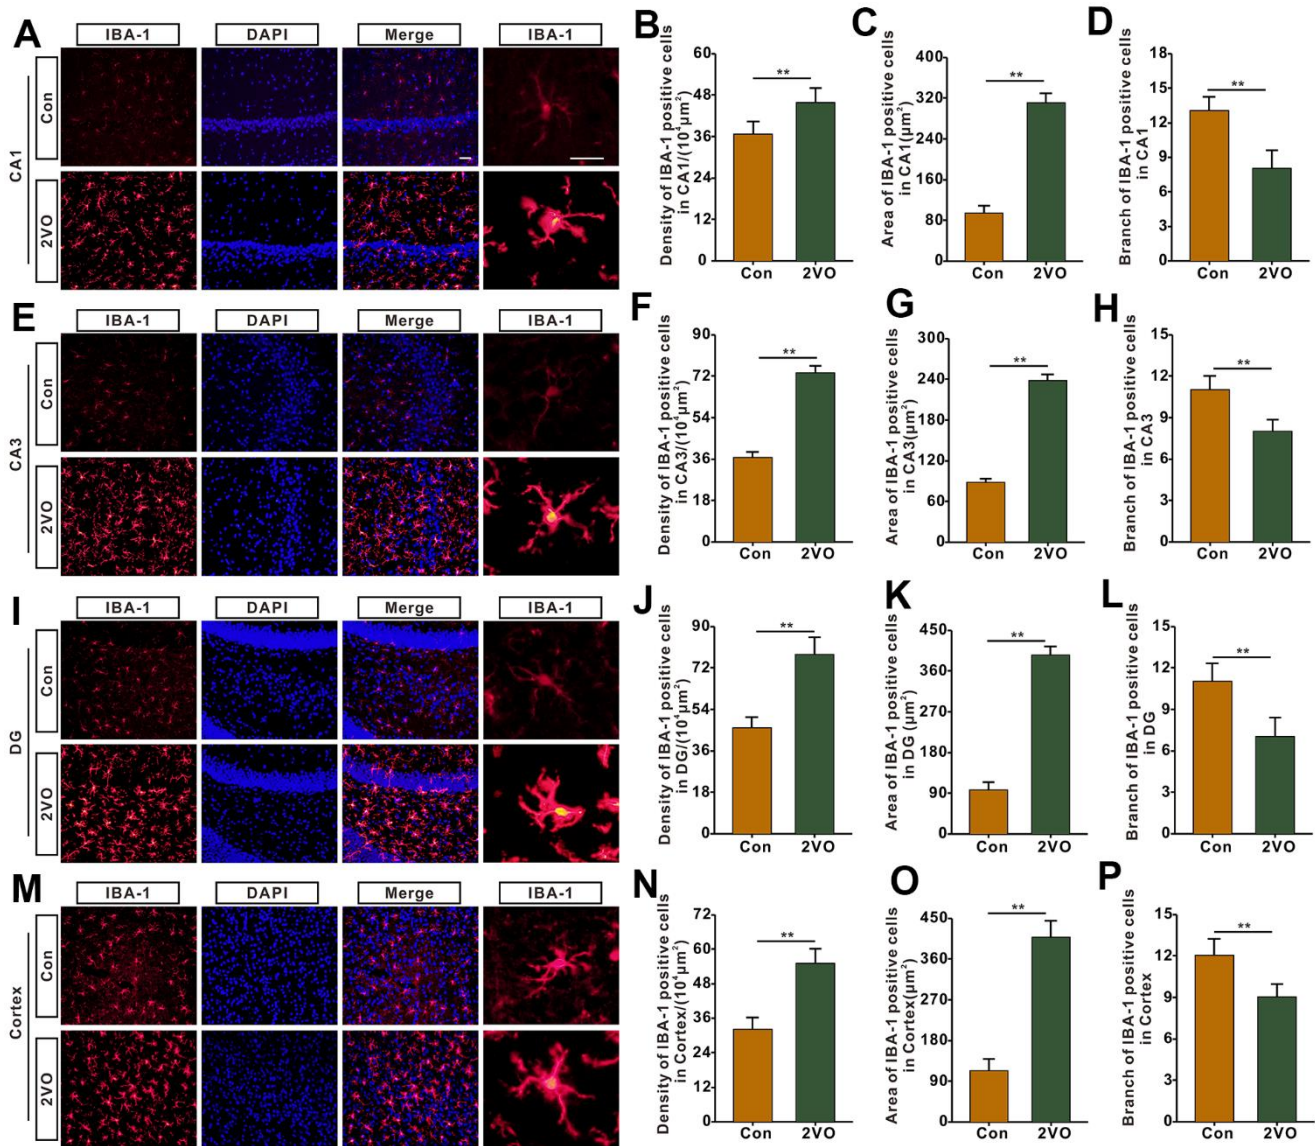 A
IBA-1
DAPI
Merge
IBA-1
CA1
Con
2VO
B
Density of IBA-1 positive cells
in CA1/(10⁴μm²)
60
48
36
24
12
0
**
Con
2VO
C
Area of IBA-1 positive cells
in CA1(μm²)
400
320
240
160
80
0
**
Con
2VO
D
Branch of IBA-1 positive cells
in CA1
18
15
12
9
6
3
0
**
Con
2VO
E
IBA-1
DAPI
Merge
IBA-1
CA3
Con
2VO
F
Density of IBA-1 positive cells
in CA3/(10⁴μm²)
90
72
54
36
18
0
**
Con
2VO
G
Area of IBA-1 positive cells
in CA3(μm²)
300
240
180
120
60
0
**
Con
2VO
H
Branch of IBA-1 positive cells
in CA3
15
12
9
6
3
0
**
Con
2VO
I
IBA-1
DAPI
Merge
IBA-1
DG
Con
2VO
J
Density of IBA-1 positive cells
in DG/(10⁴μm²)
90
72
54
36
18
0
**
Con
2VO
K
Area of IBA-1 positive cells
in DG (μm²)
450
360
270
180
90
0
**
Con
2VO
L
Branch of IBA-1 positive cells
in DG
15
12
9
6
3
0
**
Con
2VO
M
IBA-1
DAPI
Merge
IBA-1
Cortex
Con
2VO
N
Density of IBA-1 positive cells
in Cortex/(10⁴μm²)
72
60
48
36
24
12
0
**
Con
2VO
O
Area of IBA-1 positive cells
in Cortex(μm²)
450
360
270
180
90
0
**
Con
2VO
P
Branch of IBA-1 positive cells
in Cortex
15
12
9
6
3
0
**
Con
2VO